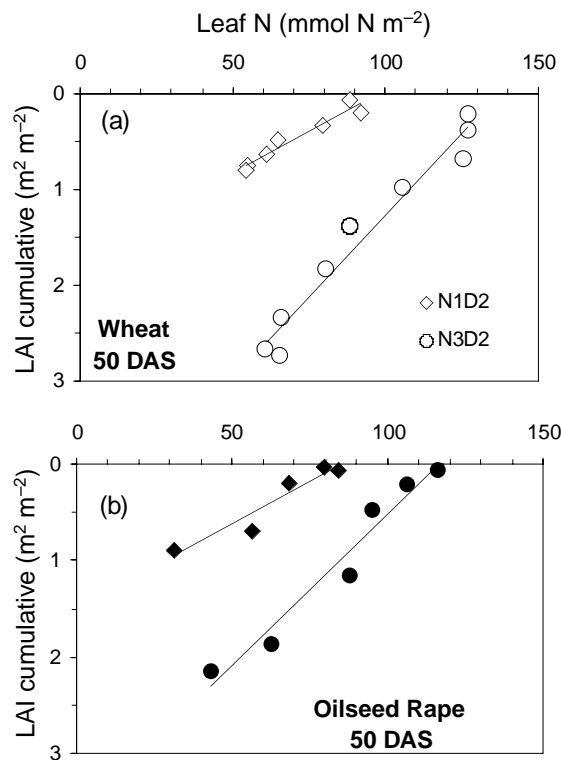 Leaf N (mmol N m⁻²)
0 50 100 150
0
1
2
3
LAI cumulative (m² m⁻²)
(a)
N1D2
N3D2
Wheat
50 DAS
0 50 100 150
0
1
2
3
LAI cumulative (m² m⁻²)
(b)
Oilseed Rape
50 DAS